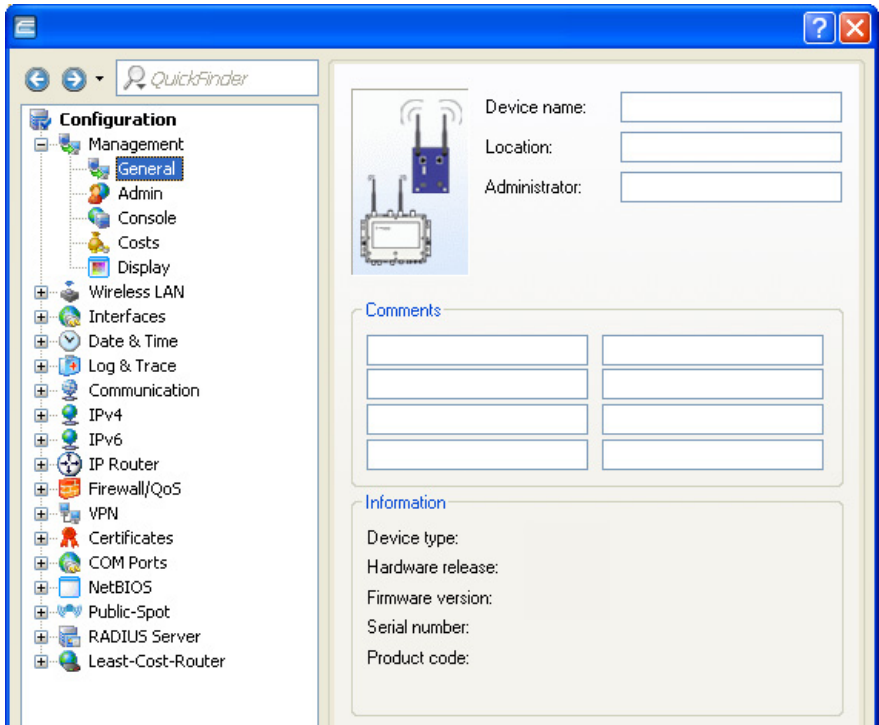 ?
QuickFinder
Configuration
Management
General
Admin
Console
Costs
Display
Wireless LAN
Interfaces
Date & Time
Log & Trace
Communication
IPv4
IPv6
IP Router
Firewall/QoS
VPN
Certificates
COM Ports
NetBIOS
Public-Spot
RADIUS Server
Least-Cost-Router
Device name:
Location:
Administrator:
Comments
Information
Device type:
Hardware release:
Firmware version:
Serial number:
Product code: